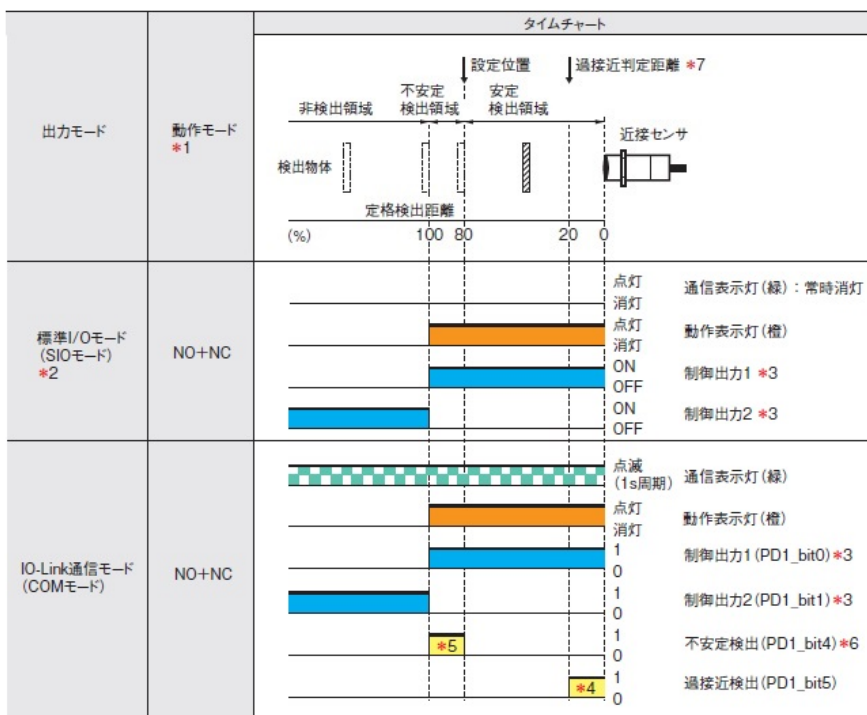 出力モード
動作モード
*1
タイムチャート
設定位置
過接近判定距離 *7
非検出領域
不安定
検出領域
安定
検出領域
近接センサ
検出物体
定格検出距離
(%)
100 80 20 0
標準I/Oモード
(SIOモード)
*2
NO+NC
点灯
消灯
通信表示灯(緑):常時消灯
点灯
消灯
動作表示灯(橙)
ON
OFF
制御出力1 *3
ON
OFF
制御出力2 *3
IO-Link通信モード
(COMモード)
NO+NC
点滅
(1s周期)
通信表示灯(緑)
点灯
消灯
動作表示灯(橙)
1
0
制御出力1(PD1_bit0)*3
1
0
制御出力2(PD1_bit1)*3
*5
1
0
不安定検出(PD1_bit4)*6
*4
1
0
過接近検出(PD1_bit5)